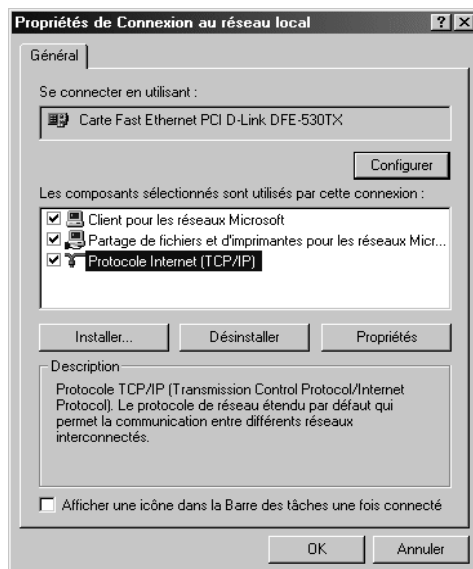 Propriétés de Connexion au réseau local
Général
Se connecter en utilisant :
Carte Fast Ethernet PCI D-Link DFE-530TX
Configurer
Les composants sélectionnés sont utilisés par cette connexion :
Client pour les réseaux Microsoft
Partage de fichiers et d'imprimantes pour les réseaux Micr...
Protocole Internet (TCP/IP)
Installer... Désinstaller Propriétés
Description
Protocole TCP/IP (Transmission Control Protocol/Internet
Protocol). Le protocole de réseau étendu par défaut qui
permet la communication entre différents réseaux
interconnectés.
Afficher une icône dans la Barre des tâches une fois connecté
OK Annuler